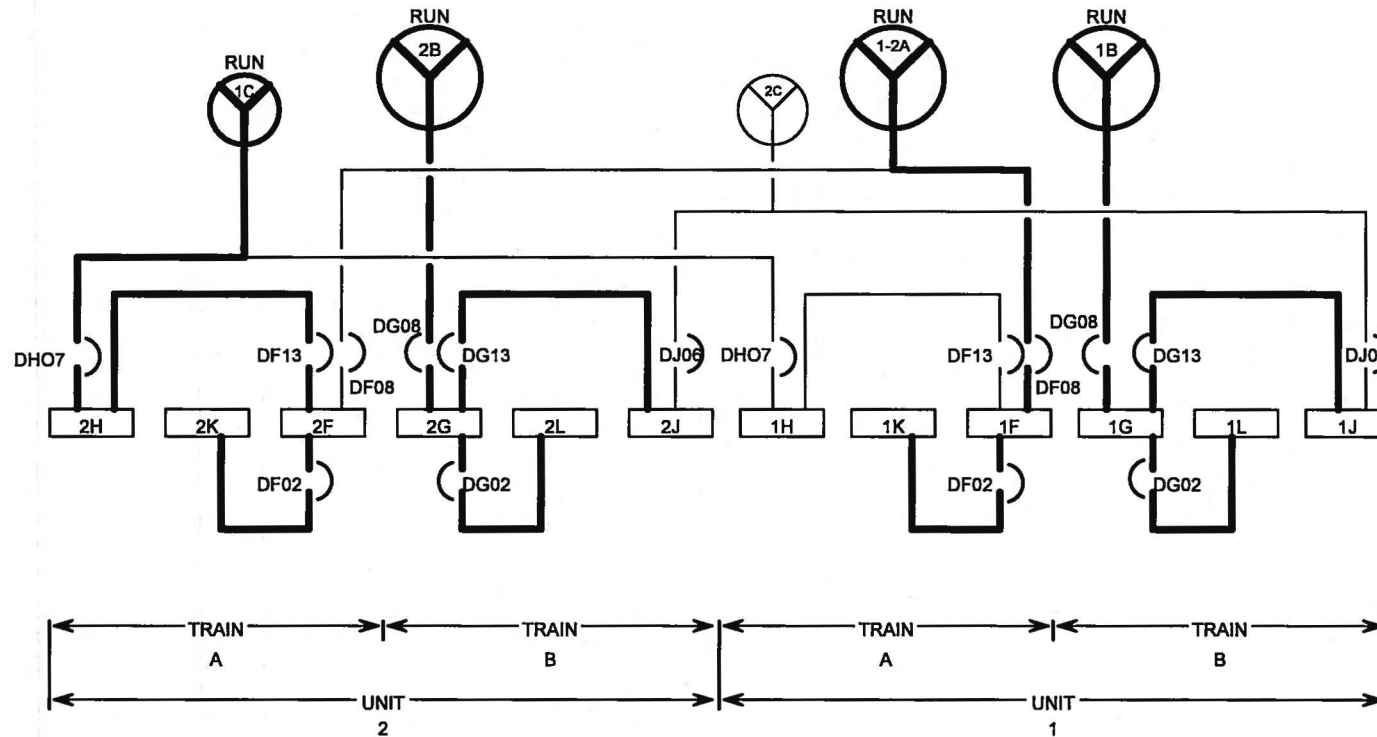 RUN RUN RUN RUN
1C 2B 2C 1-2A 1B
DG08 DG08
DHO7 DF13 DG13 DJ06 DHO7 DF13 DG13 DJ0
DF08 DF08
2H 2K 2F 2G 2L 2J 1H 1K 1F 1G 1L 1J
DF02 DG02 DF02 DG02
TRAIN TRAIN TRAIN TRAIN
A B A B
UNIT UNIT
2 1